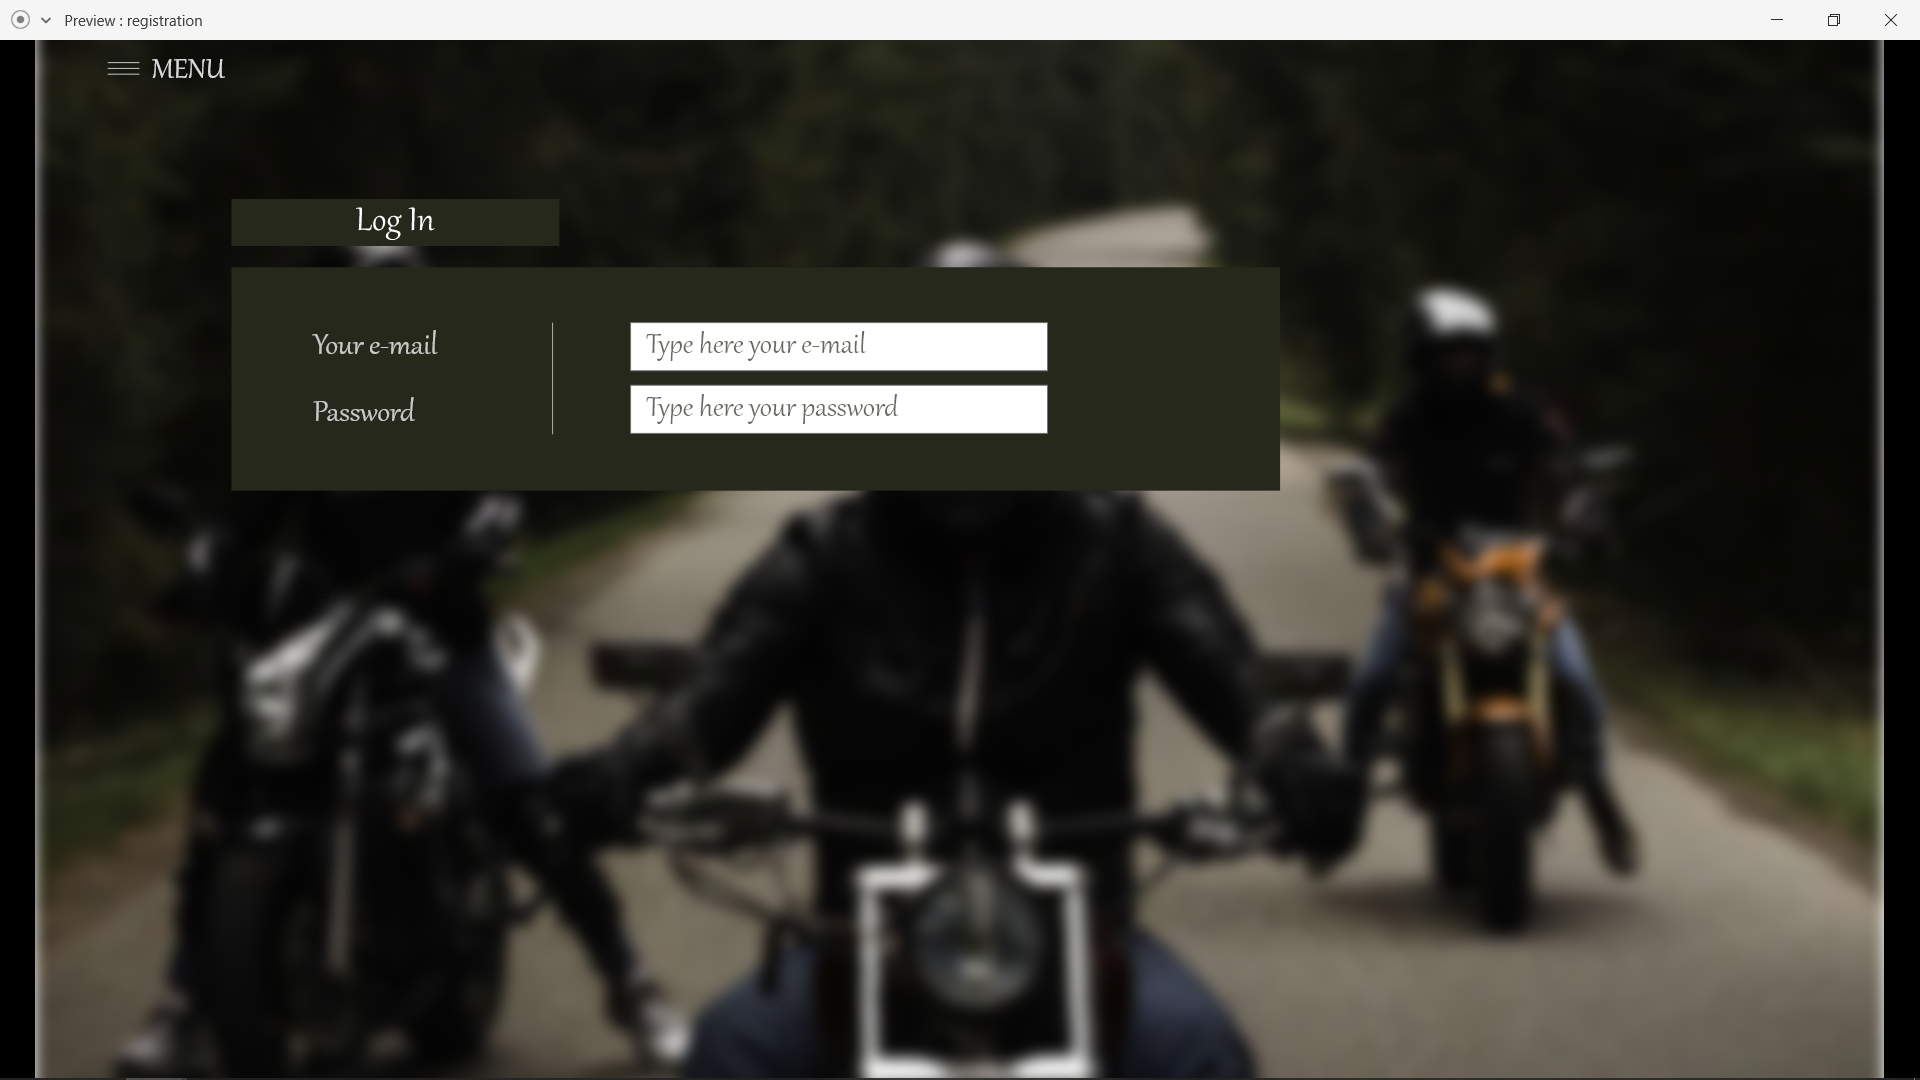 Preview : registration
MENU
Log In
Your e-mail
Type here your e-mail
Password
Type here your password